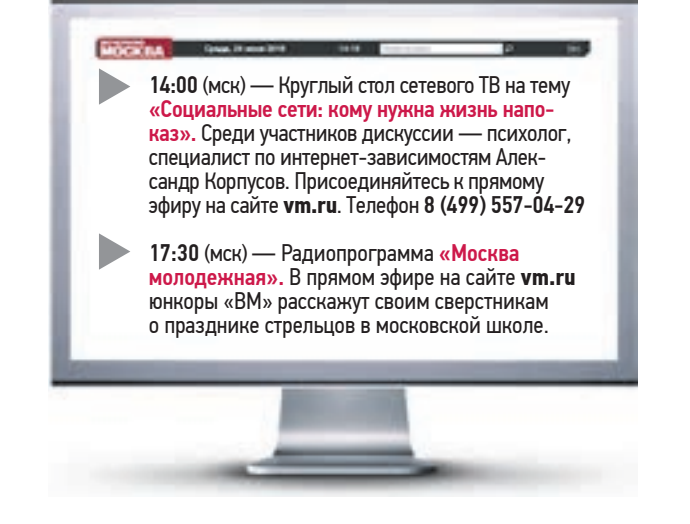 МОСКВА
14:00 (мск) — Круглый стол сетевого ТВ на тему
«Социальные сети: кому нужна жизнь напо-
каз». Среди участников дискуссии — психолог,
специалист по интернет-зависимостям Алек-
сандр Корпусов. Присоединяйтесь к прямому
эфиру на сайте vm.ru. Телефон 8 (499) 557-04-29
17:30 (мск) — Радиопрограмма «Москва
молодежная». В прямом эфире на сайте vm.ru
юнкоры «ВМ» расскажут своим сверстникам
о празднике стрельцов в московской школе.